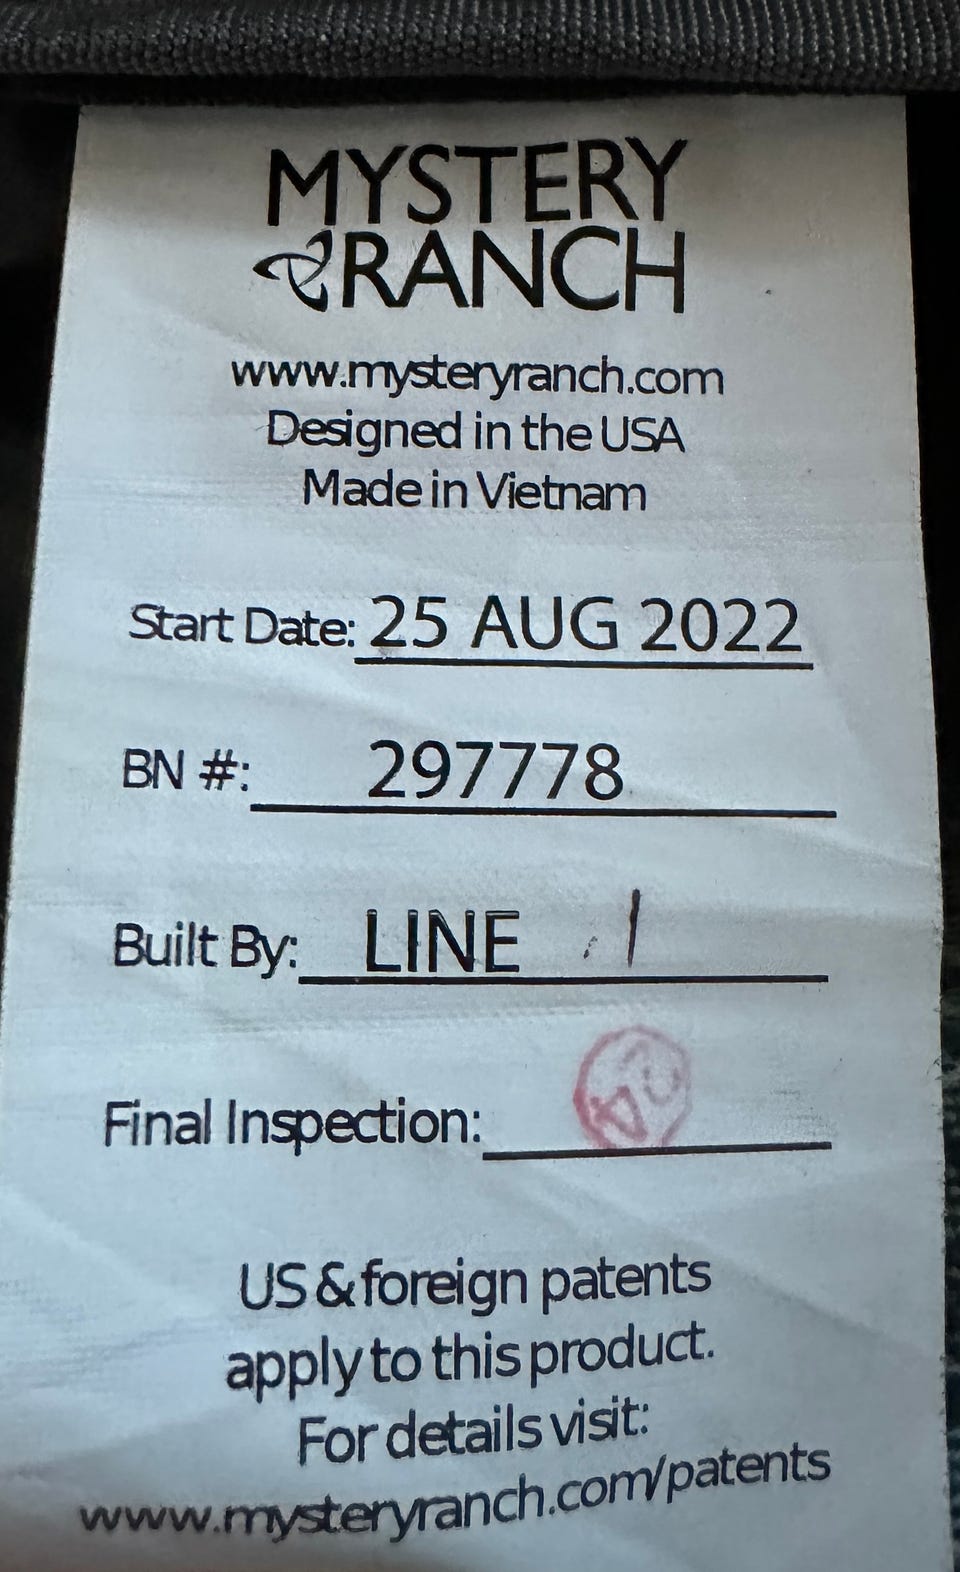 MYSTERY
RANCH
www.mysteryranch.com
Designed in the USA
Made in Vietnam
Start Date: 25 AUG 2022
BN #: 297778
Built By: LINE 1
Final Inspection:
US & foreign patents
apply to this product.
For details visit:
www.mysteryranch.com/patents